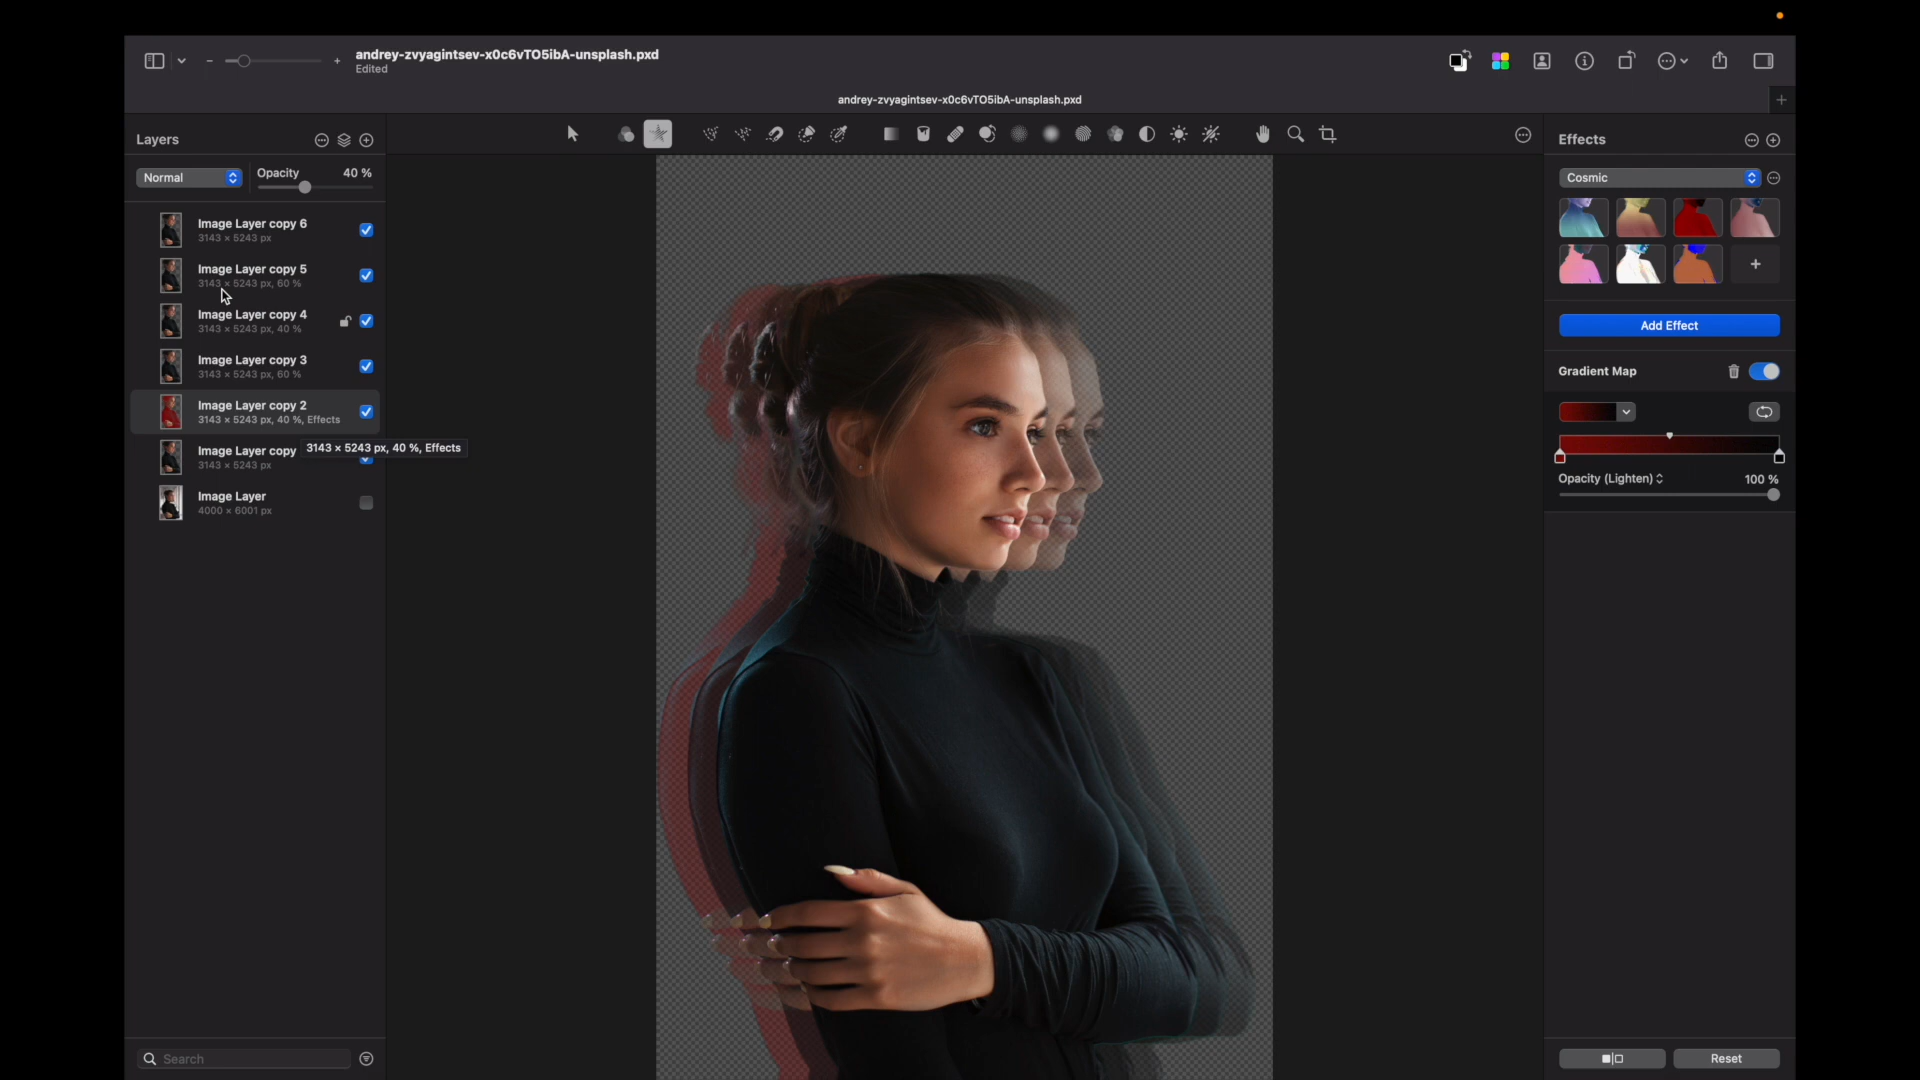 andrey-zvyagintsev-x0c6vTO5ibA-unsplash.pxd
Edited
andrey-zvyagintsev-x0c6vTO5ibA-unsplash.pxd
Layers
Normal
Opacity 40 %
Image Layer copy 6
3143 × 5243 px
Image Layer copy 5
3143 × 5243 px, 60 %
Image Layer copy 4
3143 × 5243 px, 40 %
Image Layer copy 3
3143 × 5243 px, 60 %
Image Layer copy 2
3143 × 5243 px, 40 %, Effects
Image Layer copy
3143 × 5243 px, 40 %, Effects
3143 × 5243 px
Image Layer
4000 × 6001 px
Search
Effects
Cosmic
Add Effect
Gradient Map
Opacity (Lighten) 100 %
Reset